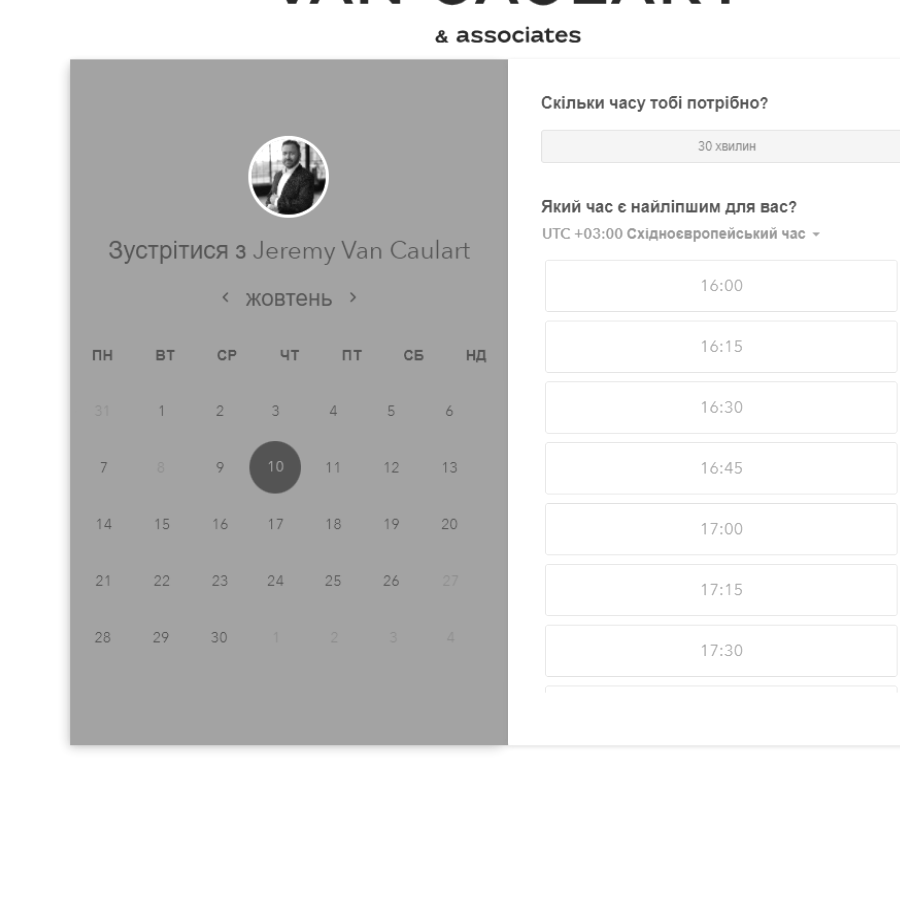 VAN CAULART
& associates
Зустрітися з Jeremy Van Caulart
жовтень
ПН ВТ СР ЧТ ПТ СБ НД
31 1 2 3 4 5 6
7 8 9 10 11 12 13
14 15 16 17 18 19 20
21 22 23 24 25 26 27
28 29 30 1 2 3 4
Скільки часу тобі потрібно?
30 хвилин
Який час є найліпшим для вас?
UTC +03:00 Східноєвропейський час
16:00
16:15
16:30
16:45
17:00
17:15
17:30